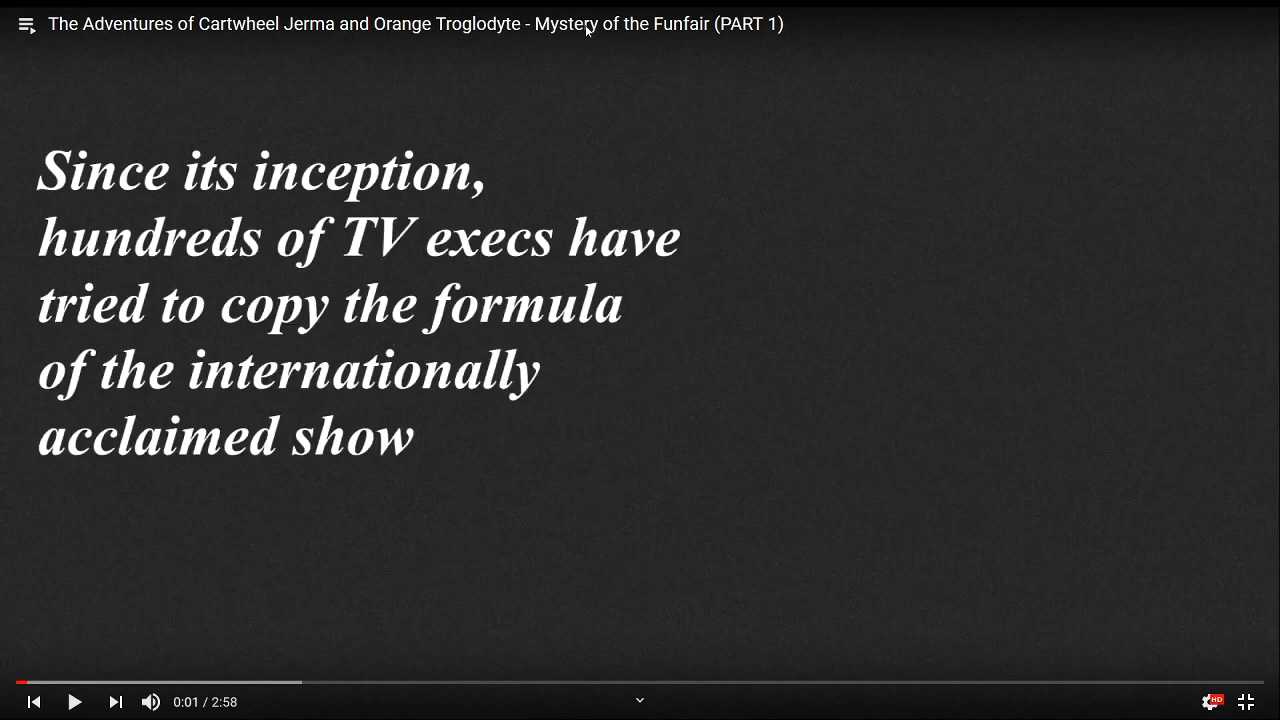 The Adventures of Cartwheel Jerma and Orange Troglodyte - Mystery of the Funfair (PART 1)
Since its inception,
hundreds of TV execs have
tried to copy the formula
of the internationally
acclaimed show
0:01 / 2:58
HD